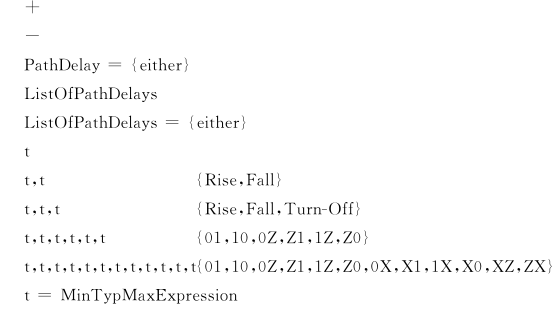 +
−
PathDelay = {either}
ListOfPathDelays
ListOfPathDelays = {either}
t
t,t {Rise,Fall}
t,t,t {Rise,Fall,Turn-Off}
t,t,t,t,t,t {01,10,0Z,Z1,1Z,Z0}
t,t,t,t,t,t,t,t,t,t,t,t{01,10,0Z,Z1,1Z,Z0,0X,X1,1X,X0,XZ,ZX}
t = MinTypMaxExpression